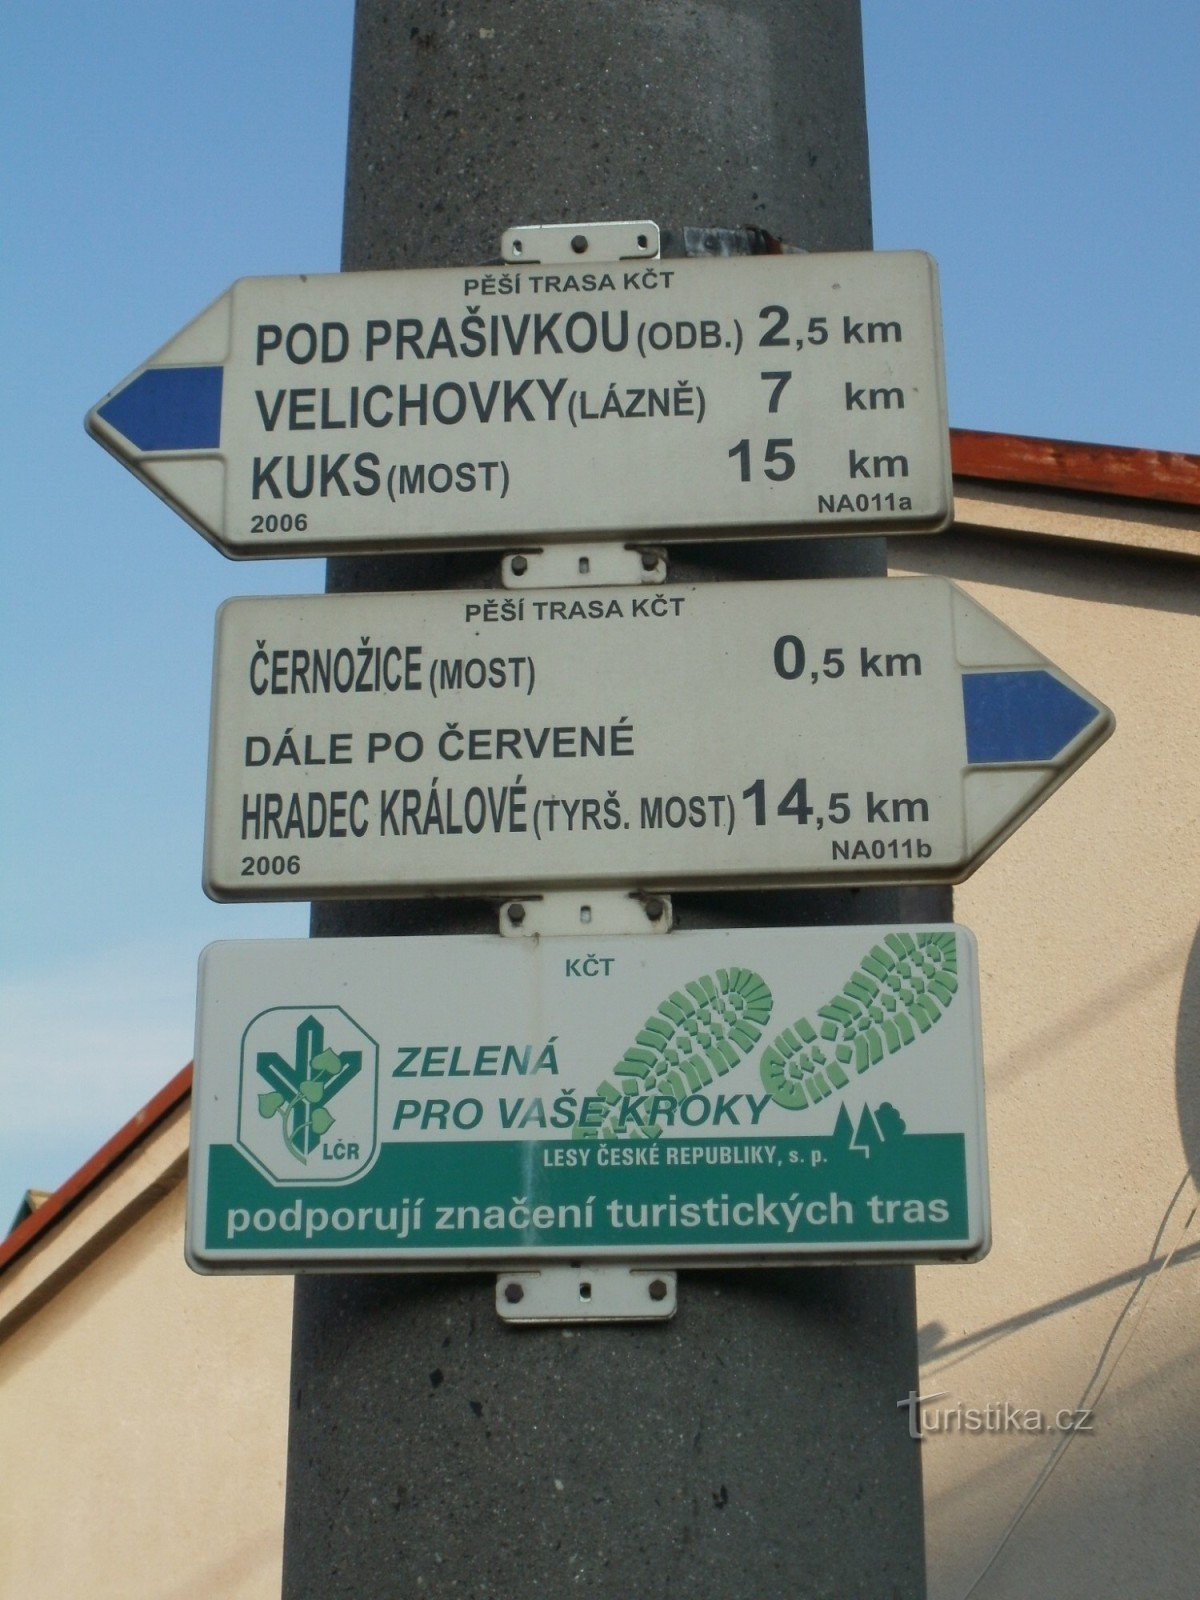 PĚŠÍ TRASA KČT
POD PRAŠIVKOU (ODB.) 2,5 km
VELICHOVKY (LÁZNĚ) 7 km
KUKS (MOST) 15 km
2006 NA011a
PĚŠÍ TRASA KČT
ČERNOŽICE (MOST) 0,5 km
DÁLE PO ČERVENÉ
HRADEC KRÁLOVÉ (TYRŠ. MOST) 14,5 km
2006 NA011b
KČT
ZELENÁ
PRO VAŠE KROKY
LČR
LESY ČESKÉ REPUBLIKY, s. p.
podporují značení turistických tras
Turistika.cz